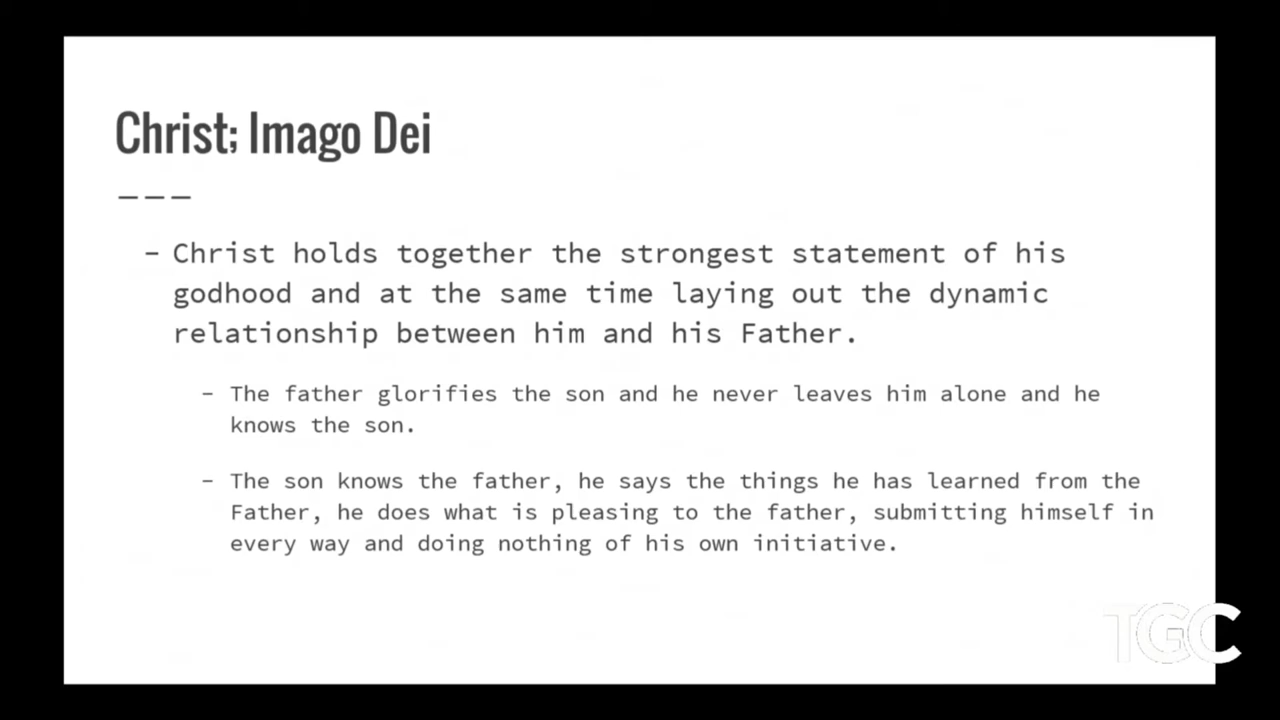 Christ; Imago Dei
– Christ holds together the strongest statement of his
godhood and at the same time laying out the dynamic
relationship between him and his Father.
– The father glorifies the son and he never leaves him alone and he
knows the son.
– The son knows the father, he says the things he has learned from the
Father, he does what is pleasing to the father, submitting himself in
every way and doing nothing of his own initiative.
TGC